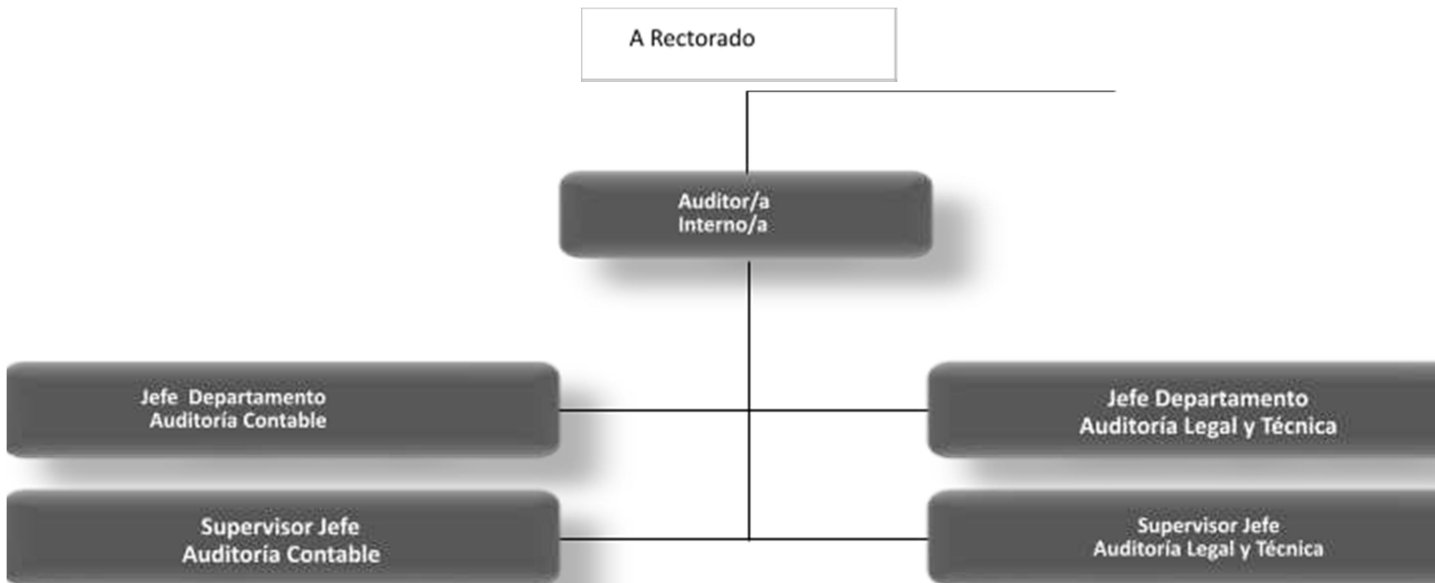 A Rectorado
Auditor/a
Interno/a
Jefe Departamento
Auditoría Contable
Jefe Departamento
Auditoría Legal y Técnica
Supervisor Jefe
Auditoría Contable
Supervisor Jefe
Auditoría Legal y Técnica